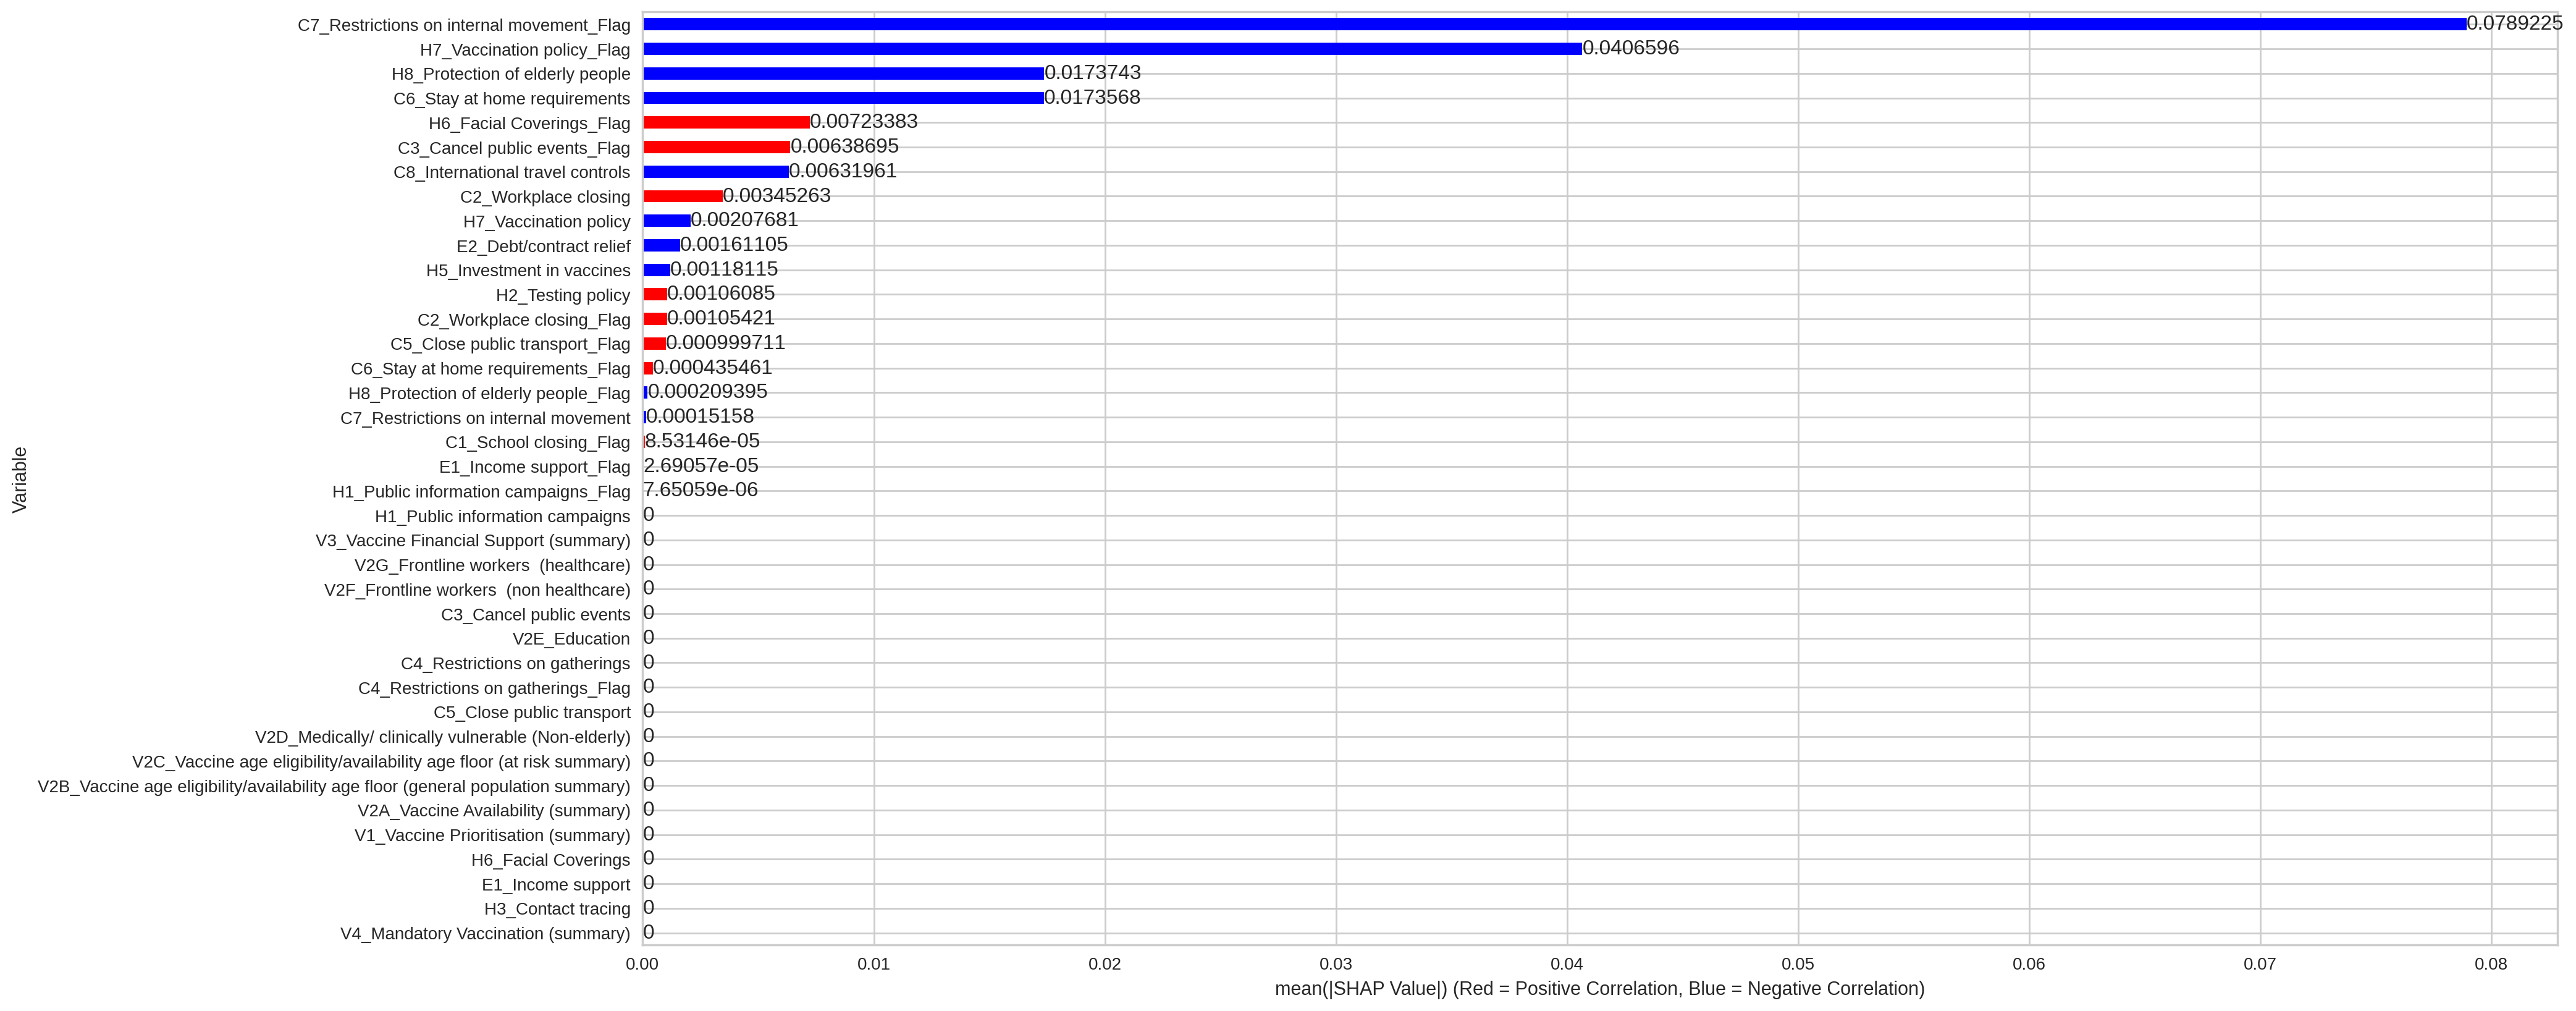 C7_Restrictions on internal movement_Flag 0.0789225
H7_Vaccination policy_Flag 0.0406596
H8_Protection of elderly people 0.0173743
C6_Stay at home requirements 0.0173568
H6_Facial Coverings_Flag 0.00723383
C3_Cancel public events_Flag 0.00638695
C8_International travel controls 0.00631961
C2_Workplace closing 0.00345263
H7_Vaccination policy 0.00207681
E2_Debt/contract relief 0.00161105
H5_Investment in vaccines 0.00118115
H2_Testing policy 0.00106085
C2_Workplace closing_Flag 0.00105421
C5_Close public transport_Flag 0.000999711
C6_Stay at home requirements_Flag 0.000435461
H8_Protection of elderly people_Flag 0.000209395
C7_Restrictions on internal movement 0.00015158
C1_School closing_Flag 8.53146e-05
E1_Income support_Flag 2.69057e-05
H1_Public information campaigns_Flag 7.65059e-06
H1_Public information campaigns 0
V3_Vaccine Financial Support (summary) 0
V2G_Frontline workers  (healthcare) 0
V2F_Frontline workers  (non healthcare) 0
C3_Cancel public events 0
V2E_Education 0
C4_Restrictions on gatherings 0
C4_Restrictions on gatherings_Flag 0
C5_Close public transport 0
V2D_Medically/ clinically vulnerable (Non-elderly) 0
V2C_Vaccine age eligibility/availability age floor (at risk summary) 0
V2B_Vaccine age eligibility/availability age floor (general population summary) 0
V2A_Vaccine Availability (summary) 0
V1_Vaccine Prioritisation (summary) 0
H6_Facial Coverings 0
E1_Income support 0
H3_Contact tracing 0
V4_Mandatory Vaccination (summary) 0
Variable
0.00 0.01 0.02 0.03 0.04 0.05 0.06 0.07 0.08
mean(|SHAP Value|) (Red = Positive Correlation, Blue = Negative Correlation)